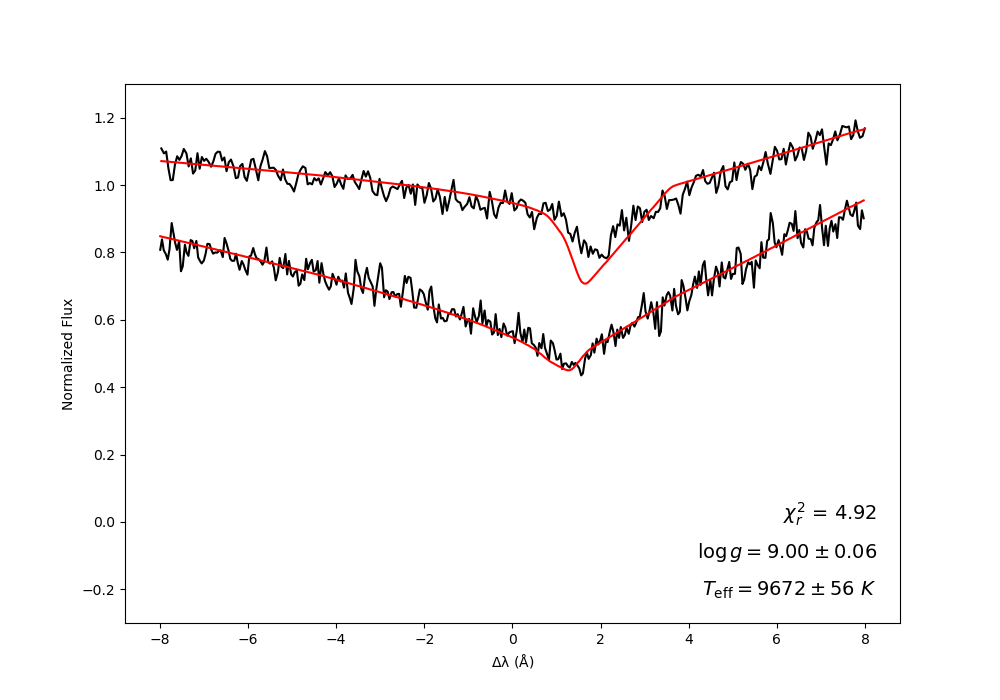 1.2
1.0
0.8
0.6
0.4
0.2
0.0
−0.2
Normalized Flux
χ²ᵣ = 4.92
log g = 9.00 ± 0.06
T_eff = 9672 ± 56 K
−8 −6 −4 −2 0 2 4 6 8
Δλ (Å)